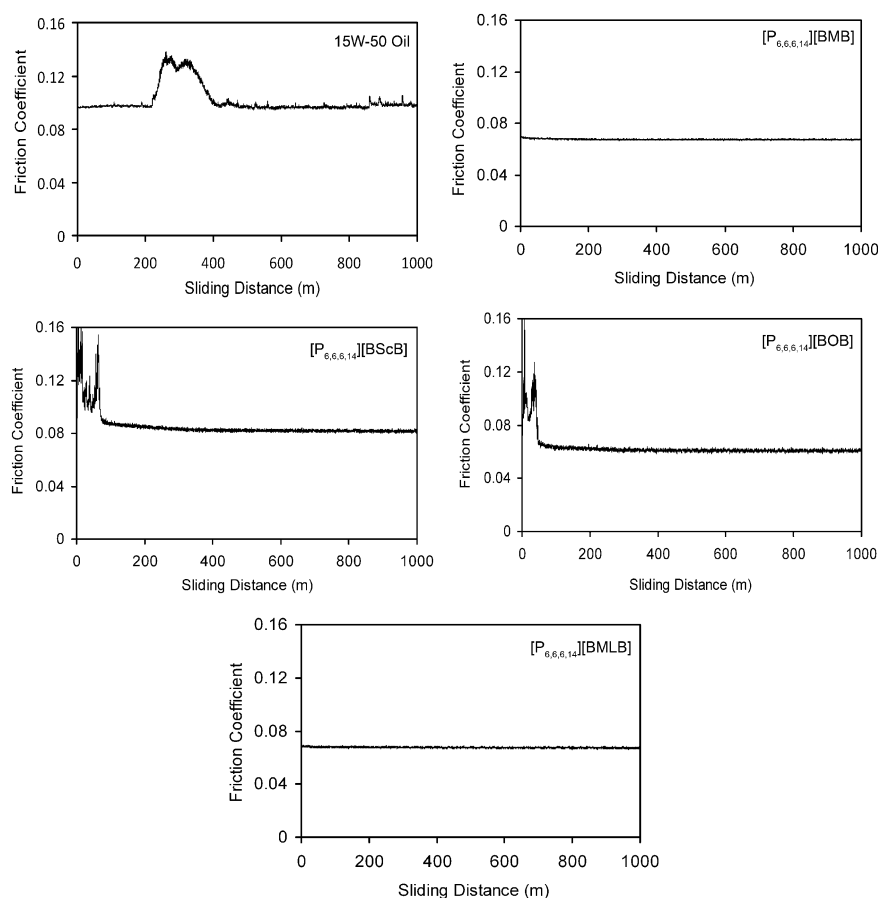 15W-50 Oil
Friction Coefficient
0.16
0.12
0.08
0.04
0
0 200 400 600 800 1000
Sliding Distance (m)
[P6,6,6,14][BMB]
Friction Coefficient
0.16
0.12
0.08
0.04
0
0 200 400 600 800 1000
Sliding Distance (m)
[P6,6,6,14][BScB]
Friction Coefficient
0.16
0.12
0.08
0.04
0
0 200 400 600 800 1000
Sliding Distance (m)
[P6,6,6,14][BOB]
Friction Coefficient
0.16
0.12
0.08
0.04
0
0 200 400 600 800 1000
Sliding Distance (m)
[P6,6,6,14][BMLB]
Friction Coefficient
0.16
0.12
0.08
0.04
0
0 200 400 600 800 1000
Sliding Distance (m)